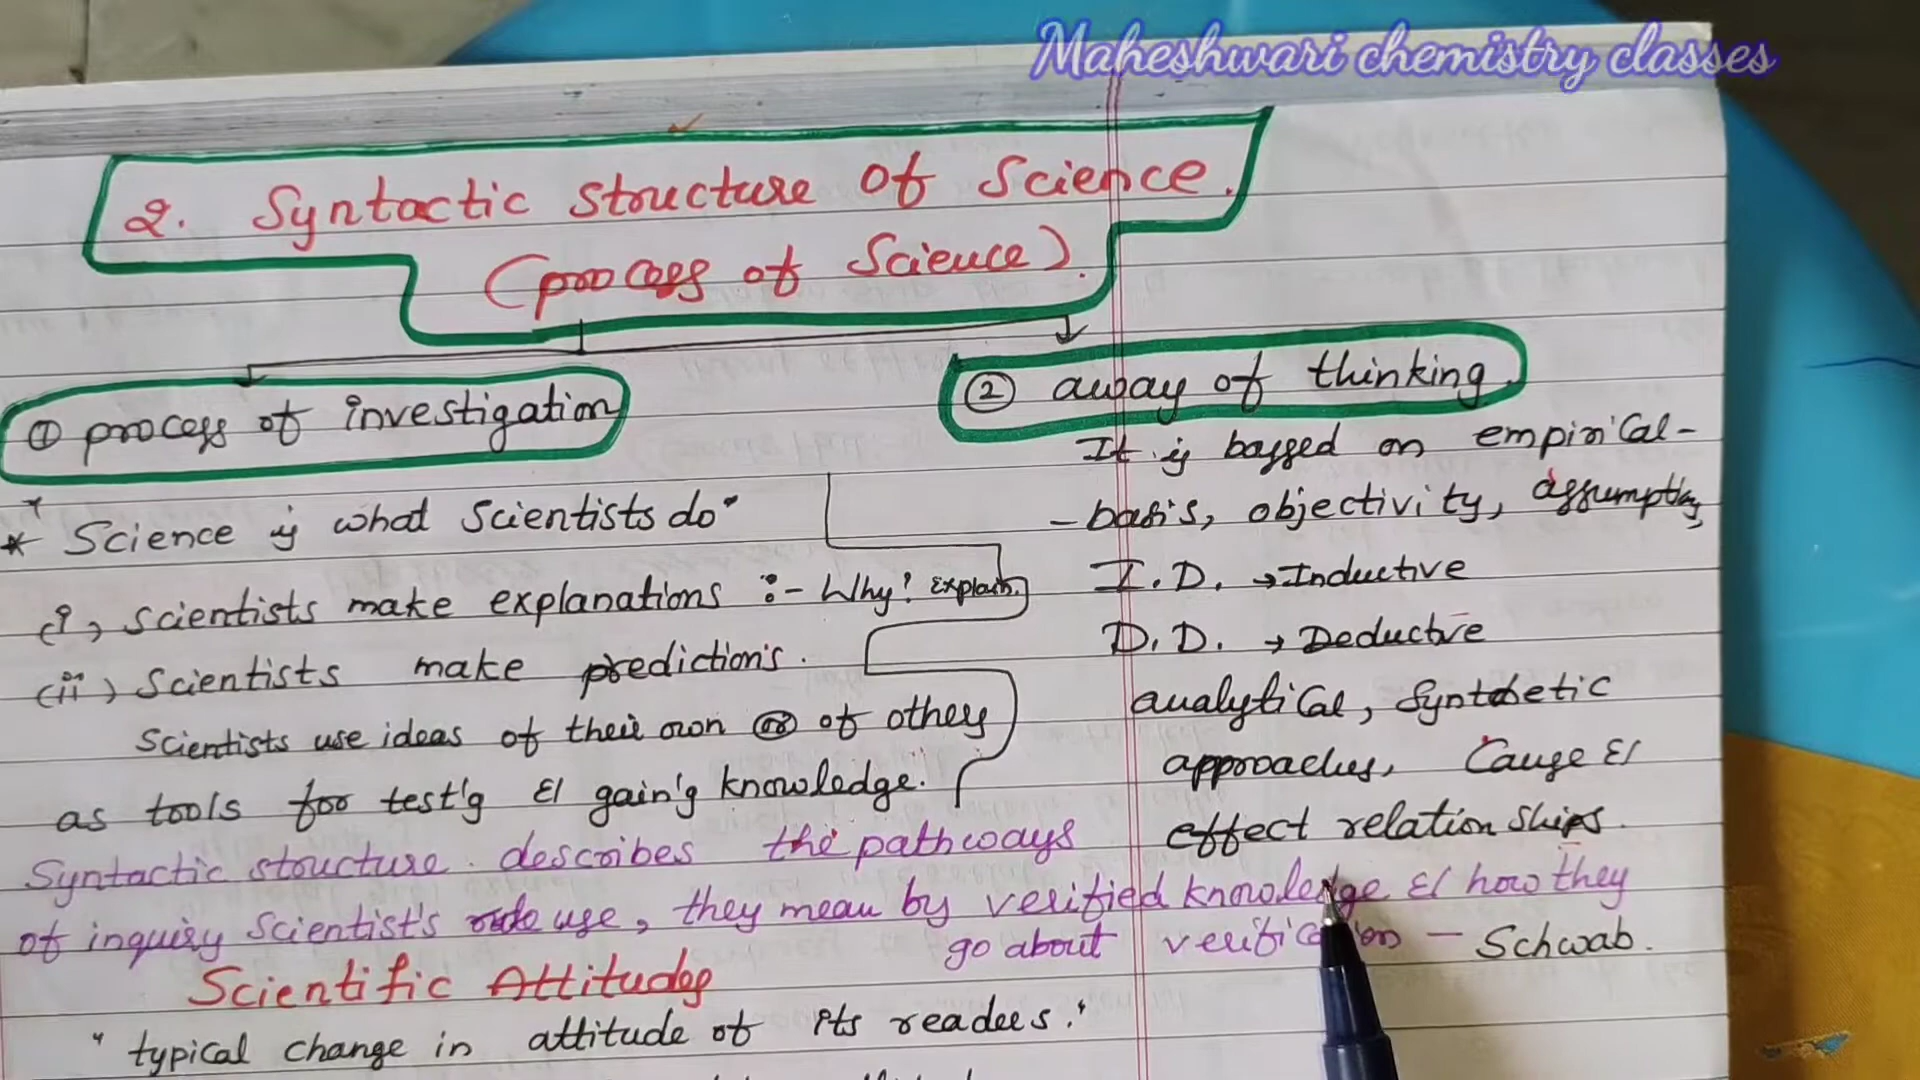 Maheshwari chemistry classes
2. Syntactic structure of Science.
(process of Science).
① process of investigation
② away of thinking.
* Science is what Scientists do"
(i) Scientists make explanations :- Why? Explain.
(ii) Scientists make predictions.
Scientists use ideas of their own or of others
as tools for test'g & gain'g knowledge.
It is bassed on empirical-
- basis, objectivity, assumptions
I.D. → Inductive
D.D. → Deductive
analytical, Synthetic
approaches, Cause &
effect relationships.
Syntactic structure describes the pathways
of inquiry Scientist's use, they mean by verified knowledge & how they
go about verification - Schwab.
Scientific Attitudes
" typical change in attitude of its readers."